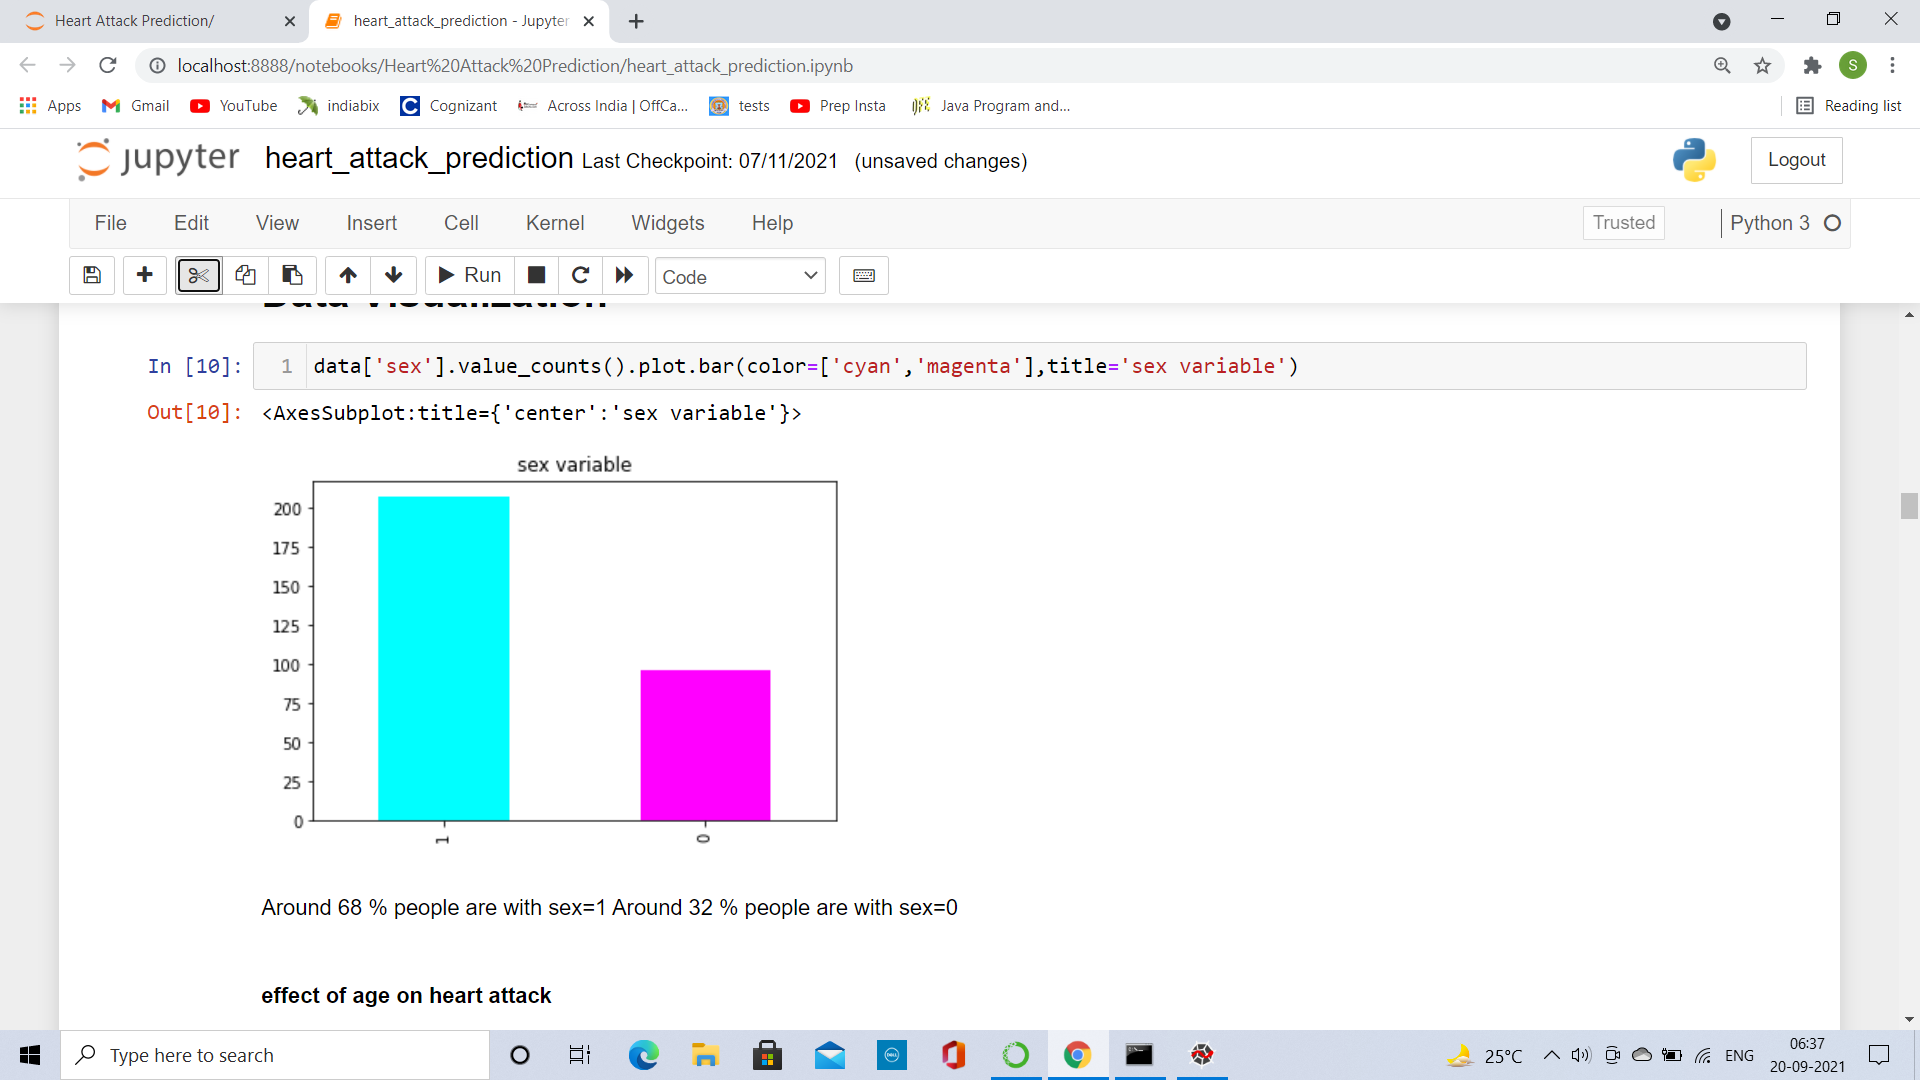 Heart Attack Prediction/
heart_attack_prediction - Jupyter
localhost:8888/notebooks/Heart%20Attack%20Prediction/heart_attack_prediction.ipynb
S
Apps Gmail YouTube indiabix Cognizant Across India | OffCa... tests Prep Insta Java Program and... Reading list
jupyter heart_attack_prediction Last Checkpoint: 07/11/2021 (unsaved changes) Logout
File Edit View Insert Cell Kernel Widgets Help Trusted Python 3
Run Code
Data Visualization
In [10]: 1 data['sex'].value_counts().plot.bar(color=['cyan','magenta'],title='sex variable')
Out[10]: <AxesSubplot:title={'center':'sex variable'}>
sex variable
200
175
150
125
100
75
50
25
0
1 0
Around 68 % people are with sex=1 Around 32 % people are with sex=0
effect of age on heart attack
Type here to search
25°C ENG
06:37
20-09-2021